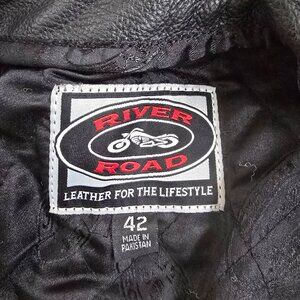 RIVER
ROAD
LEATHER FOR THE LIFESTYLE
42
MADE IN
PAKISTAN